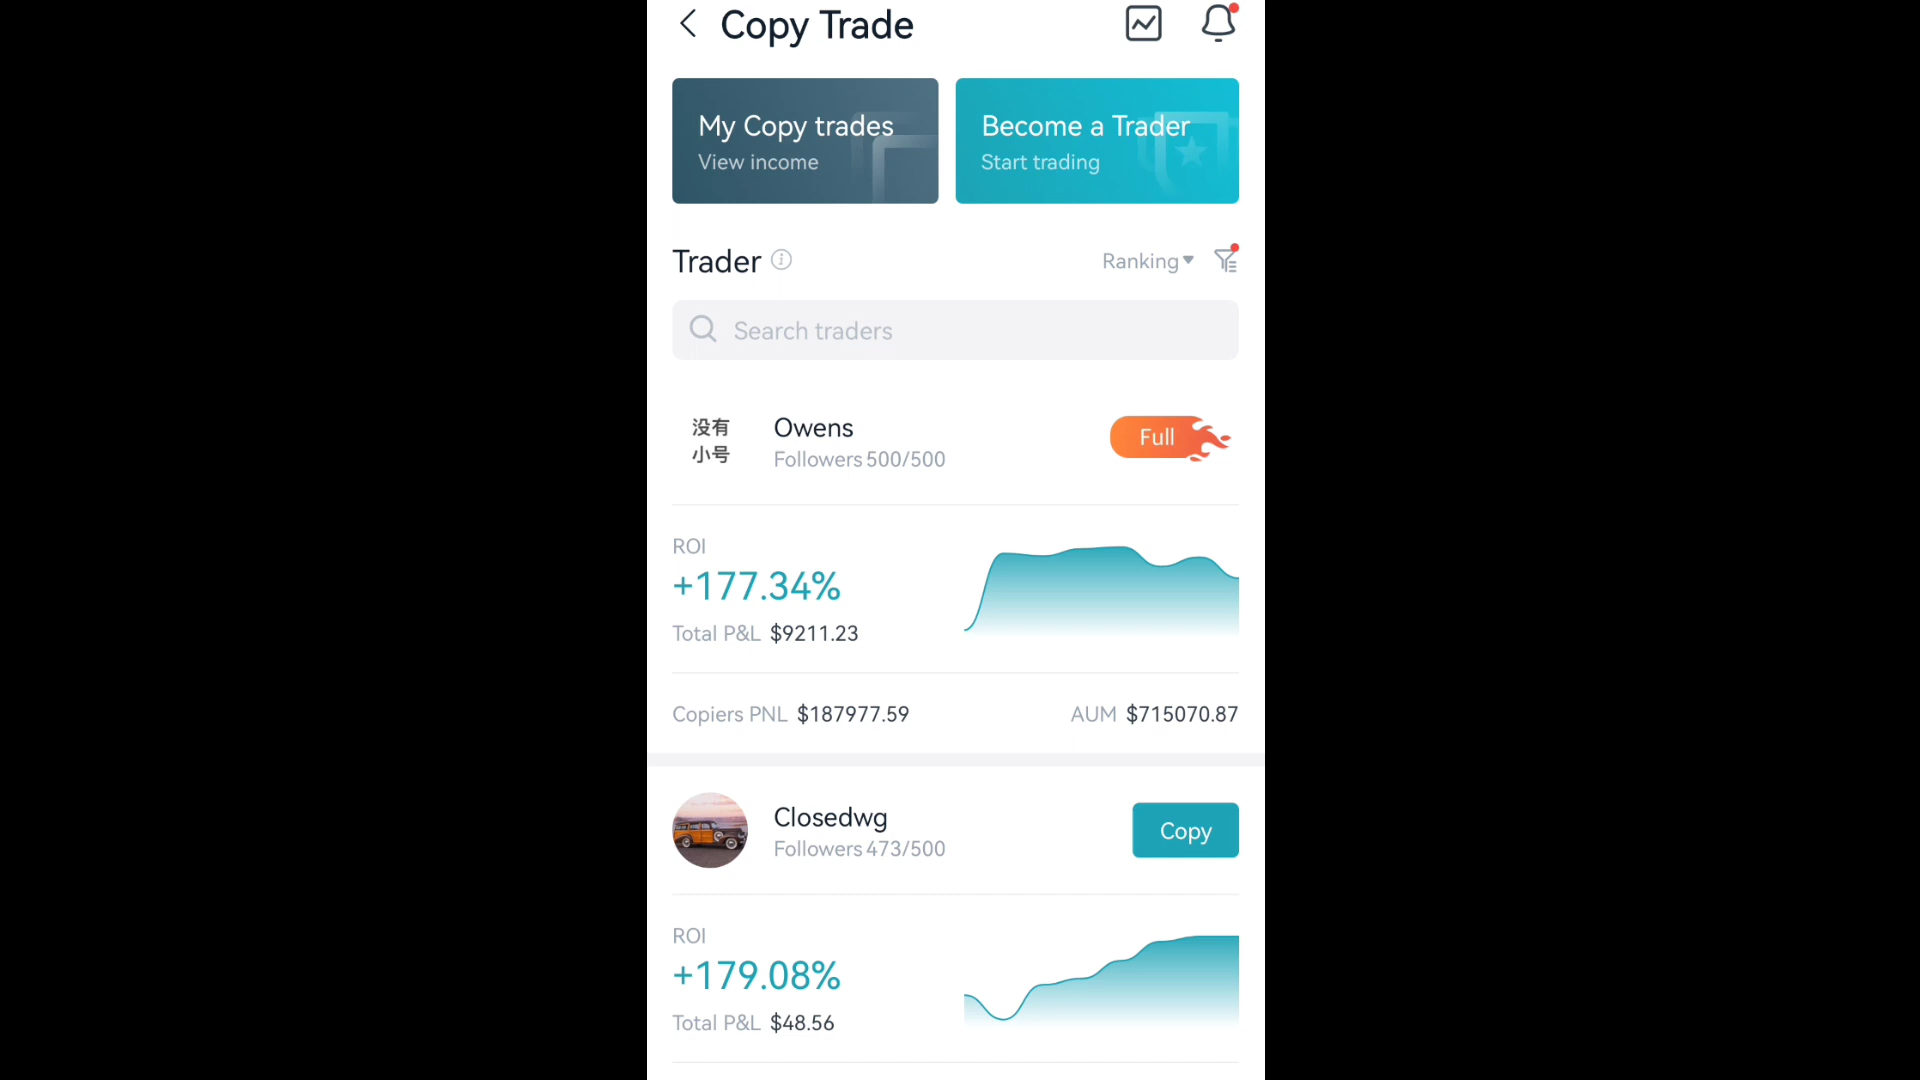 Copy Trade
My Copy trades
View income
Become a Trader
Start trading
Trader
Ranking
Search traders
没有
小号
Owens
Followers 500/500
Full
ROI
+177.34%
Total P&L $9211.23
Copiers PNL $187977.59
AUM $715070.87
Closedwg
Followers 473/500
Copy
ROI
+179.08%
Total P&L $48.56